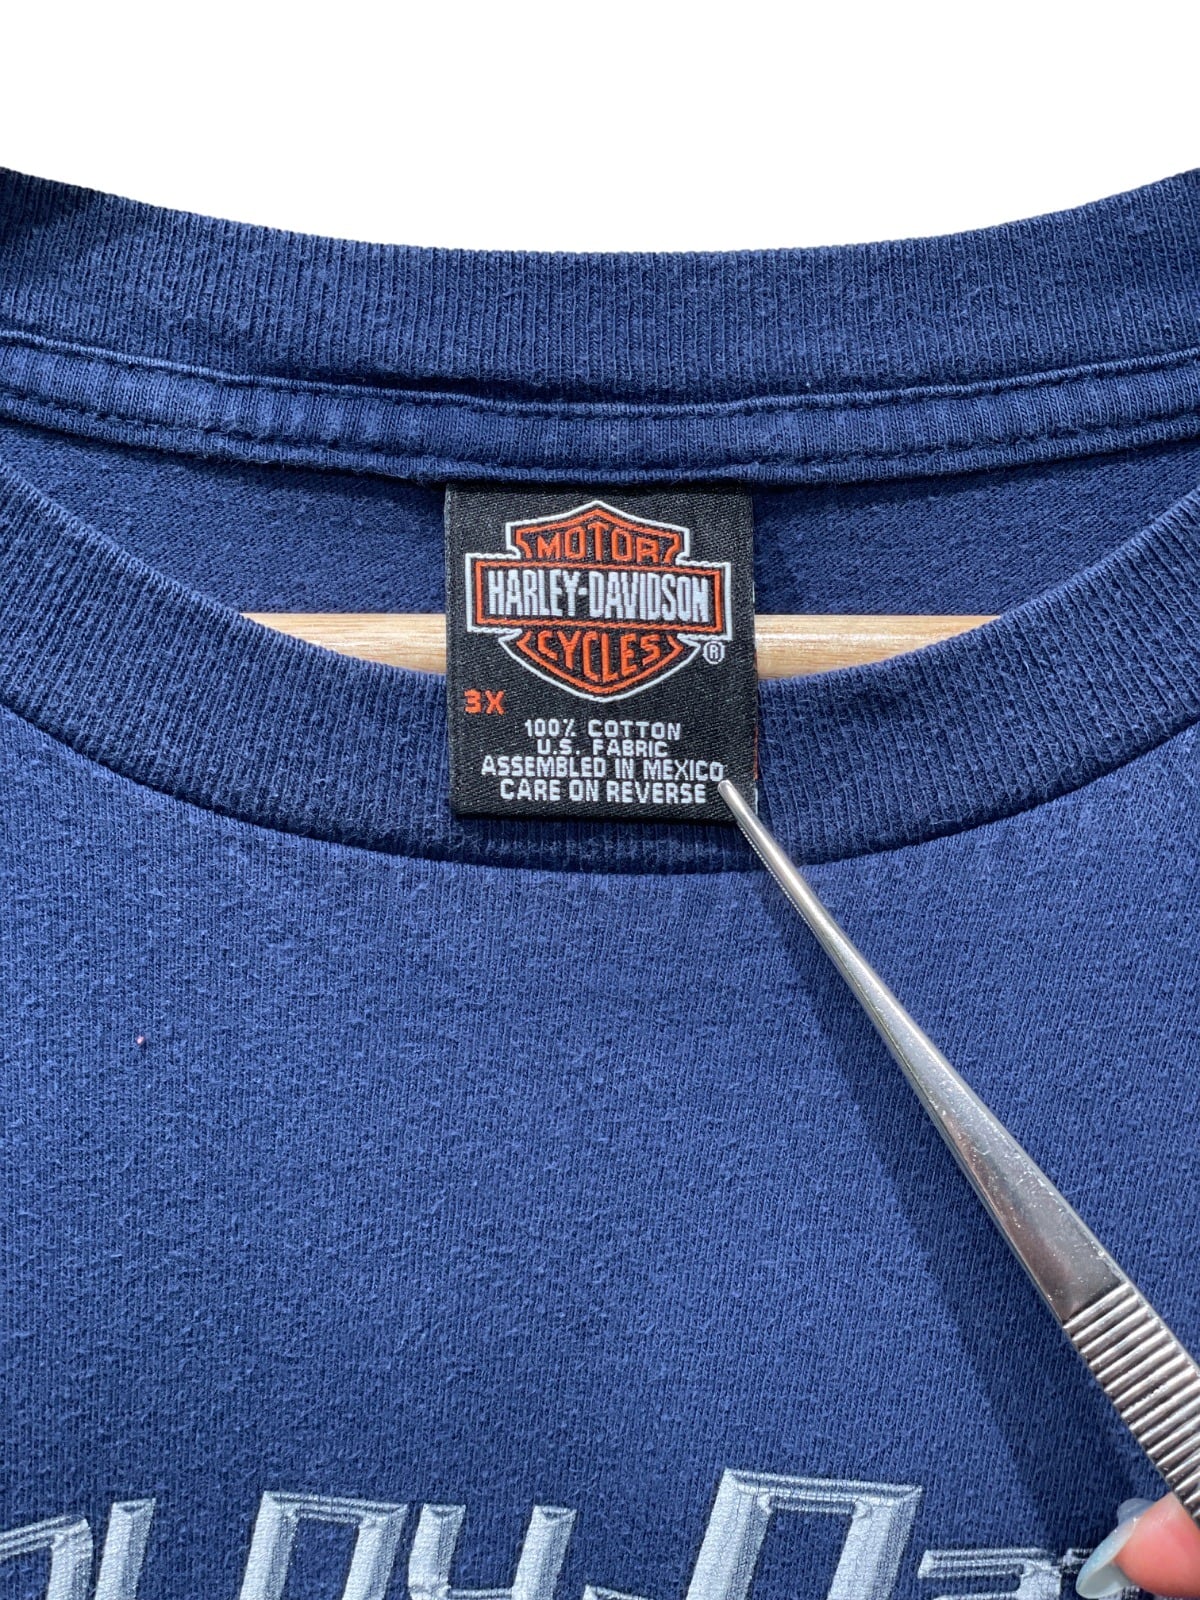 MOTOR
HARLEY-DAVIDSON
CYCLES
®
3X
100% COTTON
U.S. FABRIC
ASSEMBLED IN MEXICO
CARE ON REVERSE